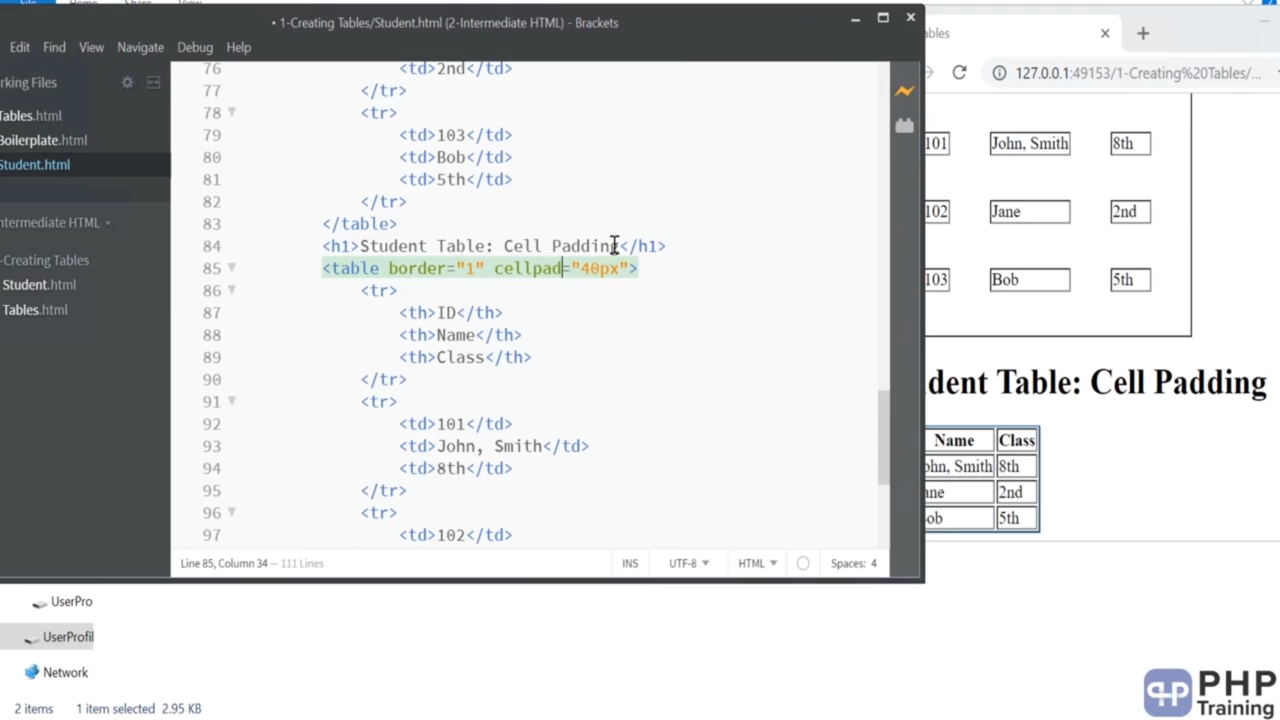 • 1-Creating Tables/Student.html (2-Intermediate HTML) - Brackets
Edit Find View Navigate Debug Help
rking Files
Tables.html
Boilerplate.html
Student.html
ntermediate HTML
-Creating Tables
Student.html
Tables.html
76 <td>2nd</td>
77 </tr>
78 <tr>
79 <td>103</td>
80 <td>Bob</td>
81 <td>5th</td>
82 </tr>
83 </table>
84 <h1>Student Table: Cell Padding</h1>
85 <table border="1" cellpad="40px">
86 <tr>
87 <th>ID</th>
88 <th>Name</th>
89 <th>Class</th>
90 </tr>
91 <tr>
92 <td>101</td>
93 <td>John, Smith</td>
94 <td>8th</td>
95 </tr>
96 <tr>
97 <td>102</td>
Line 85, Column 34 — 111 Lines
INS UTF-8 HTML Spaces: 4
ables
127.0.0.1:49153/1-Creating%20Tables/...
101 John, Smith 8th
102 Jane 2nd
103 Bob 5th
dent Table: Cell Padding
Name Class
ohn, Smith 8th
ane 2nd
ob 5th
UserPro
UserProfil
Network
2 items 1 item selected 2.95 KB
PHP
Training